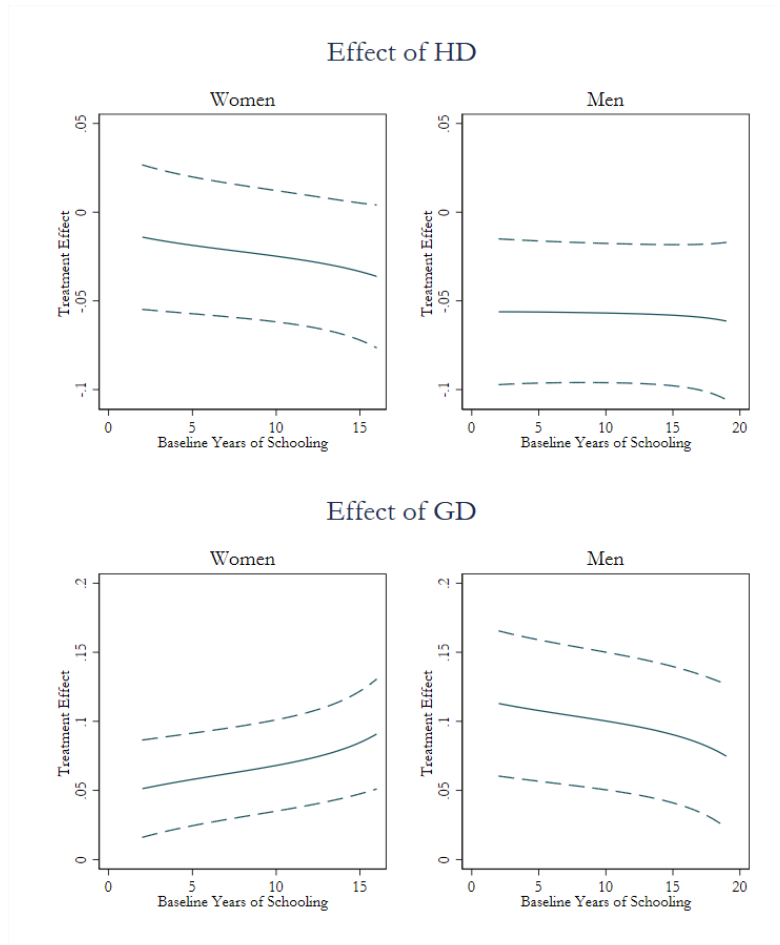 Effect of HD
Women
Men
Treatment Effect
.05
0
-.05
-.1
0 5 10 15
Baseline Years of Schooling
Treatment Effect
.05
0
-.05
-.1
0 5 10 15 20
Baseline Years of Schooling
Effect of GD
Women
Men
Treatment Effect
.2
.15
.1
.05
0
0 5 10 15
Baseline Years of Schooling
Treatment Effect
.2
.15
.1
.05
0
0 5 10 15 20
Baseline Years of Schooling